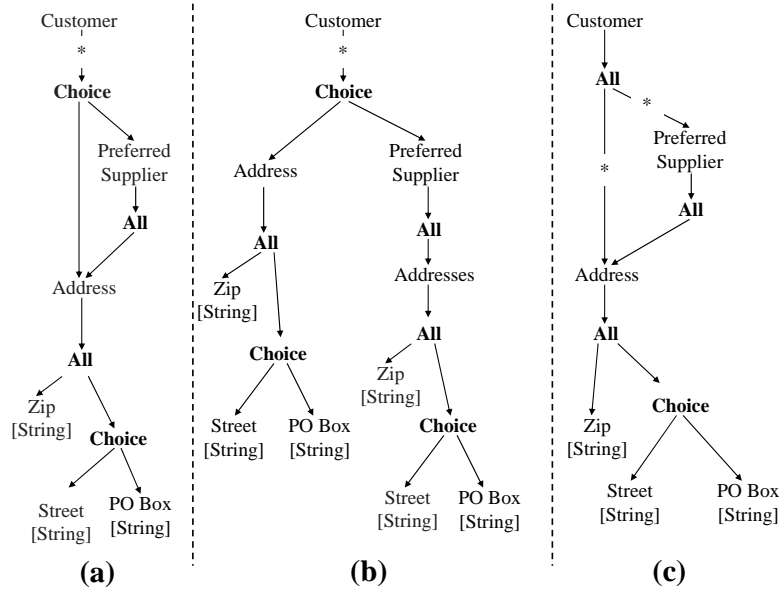 Customer
*
Choice
Preferred
Supplier
All
Address
All
Zip
[String]
Choice
Street
[String]
PO Box
[String]
(a)
Customer
*
Choice
Address
Preferred
Supplier
All
All
Addresses
Zip
[String]
All
Choice
Zip
[String]
Street
[String]
PO Box
[String]
Choice
Street
[String]
PO Box
[String]
(b)
Customer
All
*
Preferred
Supplier
*
All
Address
All
Choice
Zip
[String]
Street
[String]
PO Box
[String]
(c)